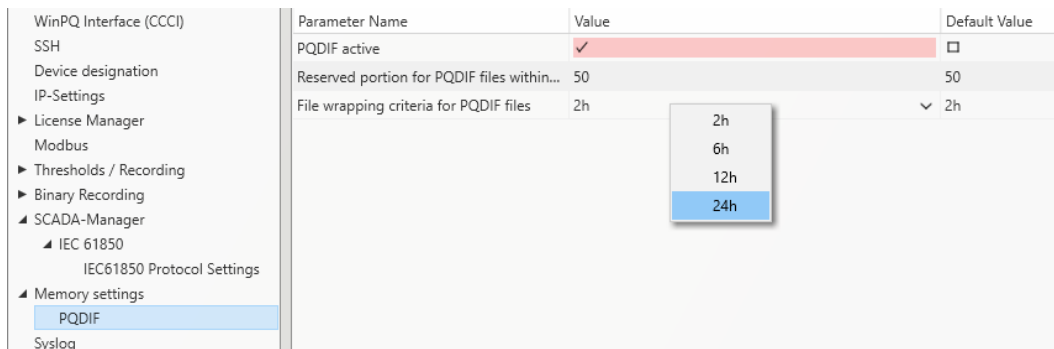 WinPQ Interface (CCCI)
SSH
Device designation
IP-Settings
License Manager
Modbus
Thresholds / Recording
Binary Recording
SCADA-Manager
IEC 61850
IEC61850 Protocol Settings
Memory settings
PQDIF
Syslog
Parameter Name Value Default Value
PQDIF active
Reserved portion for PQDIF files within... 50 50
File wrapping criteria for PQDIF files 2h 2h
2h
6h
12h
24h